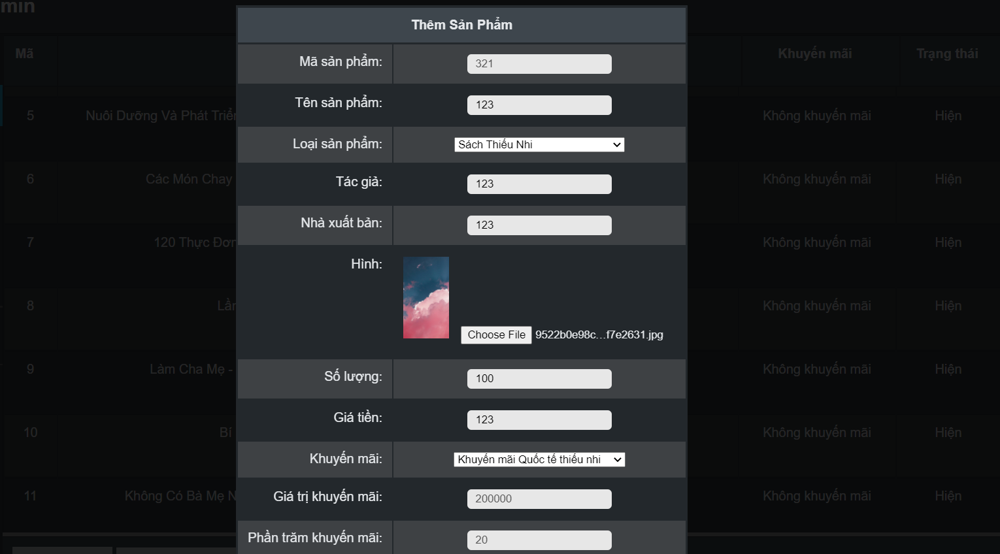 min
Thêm Sản Phẩm
Mã
Khuyến mãi
Trạng thái
Mã sản phẩm:
321
Tên sản phẩm:
123
5
Nuôi Dưỡng Và Phát Triển
Không khuyến mãi
Hiện
Loại sản phẩm:
Sách Thiếu Nhi
6
Các Món Chay
Không khuyến mãi
Hiện
Tác giả:
123
Nhà xuất bản:
123
7
120 Thực Đơn
Không khuyến mãi
Hiện
Hình:
8
Lần
Không khuyến mãi
Hiện
Choose File 9522b0e98c...f7e2631.jpg
9
Làm Cha Mẹ -
Không khuyến mãi
Hiện
Số lượng:
100
Giá tiền:
123
10
Bí
Không khuyến mãi
Hiện
Khuyến mãi:
Khuyến mãi Quốc tế thiếu nhi
11
Không Có Bà Mẹ N
Không khuyến mãi
Hiện
Giá trị khuyến mãi:
200000
Phần trăm khuyến mãi:
20